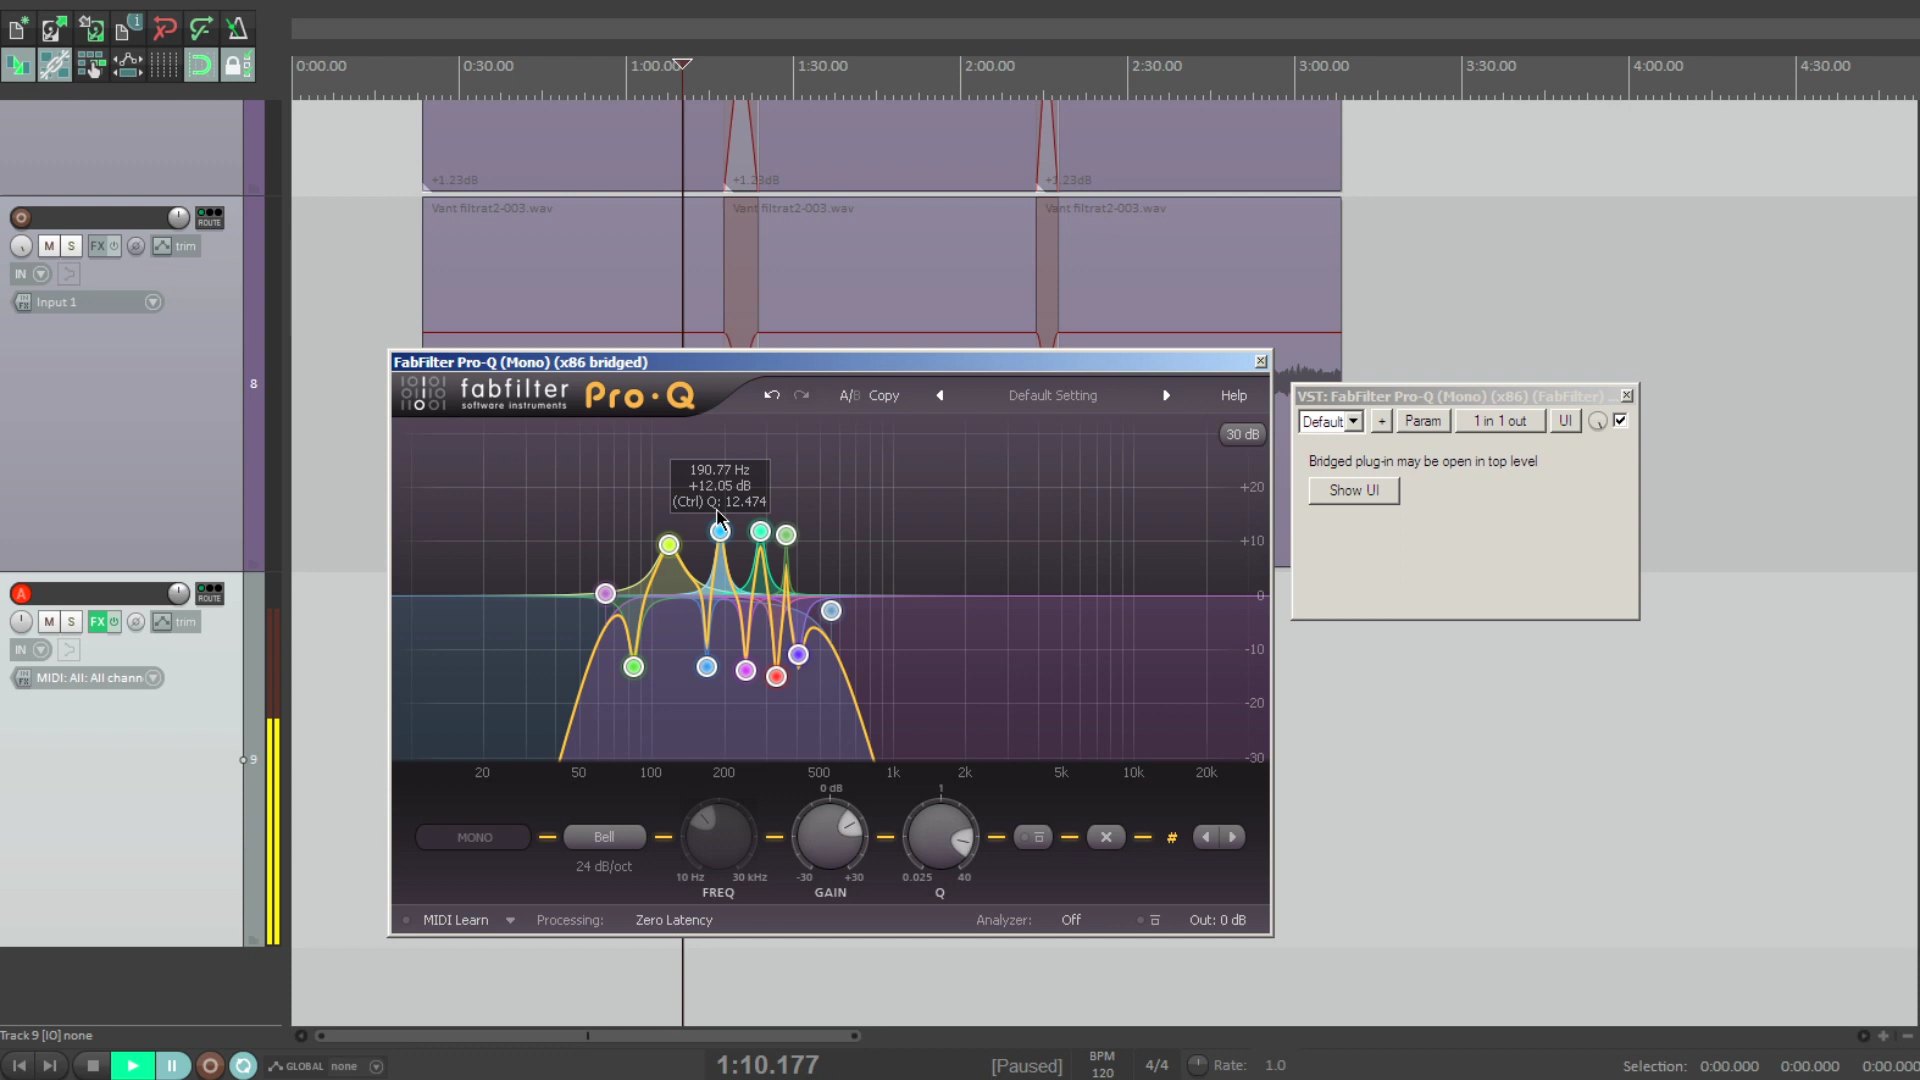 0:00.00 0:30.00 1:00.00 1:30.00 2:00.00 2:30.00 3:00.00 3:30.00 4:00.00 4:30.00
+1.23dB +1.23dB +1.23dB
Vant filtrat2-003.wav Vant filtrat2-003.wav Vant filtrat2-003.wav
ROUTE
M S FX trim
IN
IN FX Input 1
8
FabFilter Pro-Q (Mono) (x86 bridged)
fabfilter Pro·Q
software instruments
A/B Copy Default Setting Help
30 dB
190.77 Hz
+12.05 dB
(Ctrl) Q: 12.474
+20
+10
0
-10
-20
-30
20 50 100 200 500 1k 2k 5k 10k 20k
0 dB 1
MONO Bell
24 dB/oct
10 Hz 30 kHz -30 +30 0.025 40
FREQ GAIN Q
MIDI Learn Processing: Zero Latency Analyzer: Off Out: 0 dB
VST: FabFilter Pro-Q (Mono) (x86) (FabFilter) ...
Default + Param 1 in 1 out UI
Bridged plug-in may be open in top level
Show UI
A ROUTE
M S FX trim
IN
IN FX MIDI: All: All chann
9
Track 9 [IO] none
GLOBAL none 1:10.177 [Paused] BPM 120 4/4 Rate: 1.0 Selection: 0:00.000 0:00.000 0:00.000